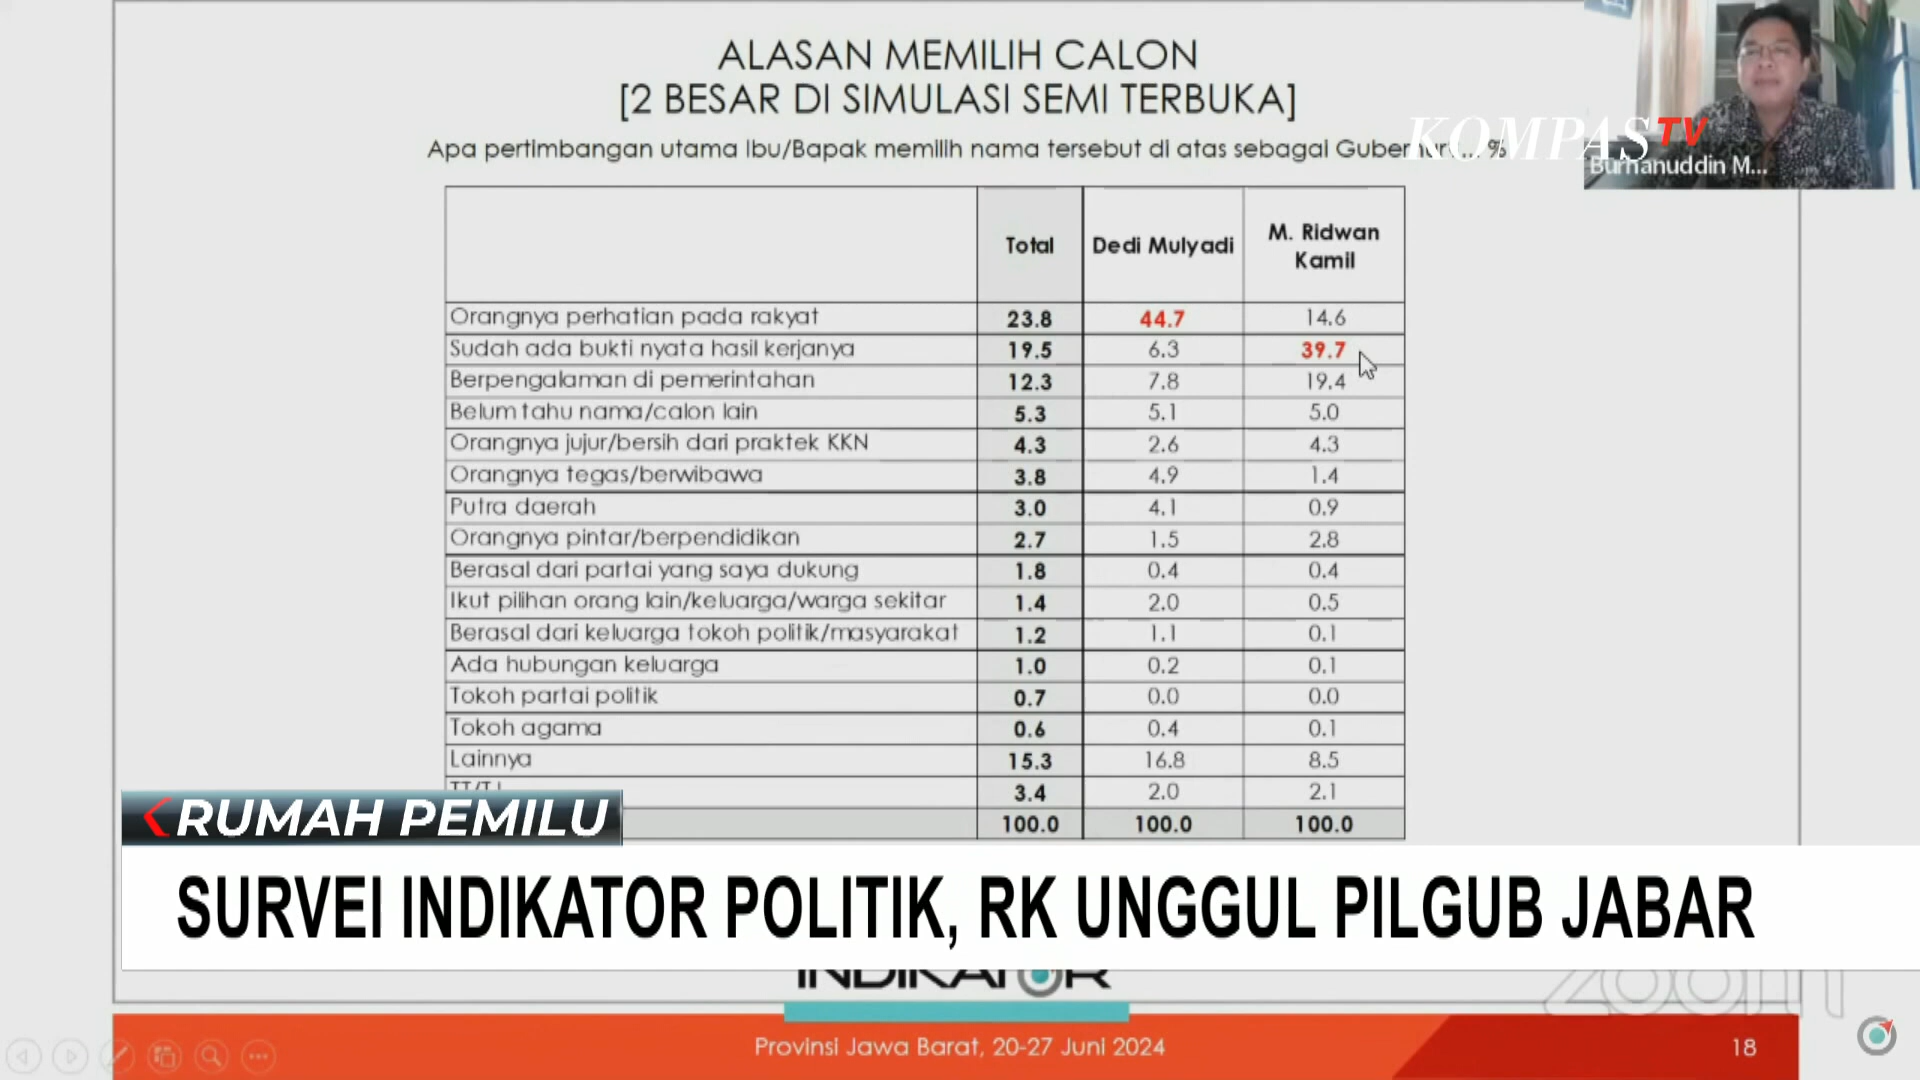 ALASAN MEMILIH CALON
[2 BESAR DI SIMULASI SEMI TERBUKA]
Apa pertimbangan utama Ibu/Bapak memilih nama tersebut di atas sebagai %
KOMPAS TV
Burhanuddin M...
Total Dedi Mulyadi M. Ridwan Kamil
Orangnya perhatian pada rakyat 23.8 44.7 14.6
Sudah ada bukti nyata hasil kerjanya 19.5 6.3 39.7
Berpengalaman di pemerintahan 12.3 7.8 19.4
Belum tahu nama/calon lain 5.3 5.1 5.0
Orangnya jujur/bersih dari praktek KKN 4.3 2.6 4.3
Orangnya tegas/berwibawa 3.8 4.9 1.4
Putra daerah 3.0 4.1 0.9
Orangnya pintar/berpendidikan 2.7 1.5 2.8
Berasal dari partai yang saya dukung 1.8 0.4 0.4
Ikut pilihan orang lain/keluarga/warga sekitar 1.4 2.0 0.5
Berasal dari keluarga tokoh politik/masyarakat 1.2 1.1 0.1
Ada hubungan keluarga 1.0 0.2 0.1
Tokoh partai politik 0.7 0.0 0.0
Tokoh agama 0.6 0.4 0.1
Lainnya 15.3 16.8 8.5
3.4 2.0 2.1
100.0 100.0 100.0
RUMAH PEMILU
SURVEI INDIKATOR POLITIK, RK UNGGUL PILGUB JABAR
INDIKATOR
zoom
Provinsi Jawa Barat, 20-27 Juni 2024
18